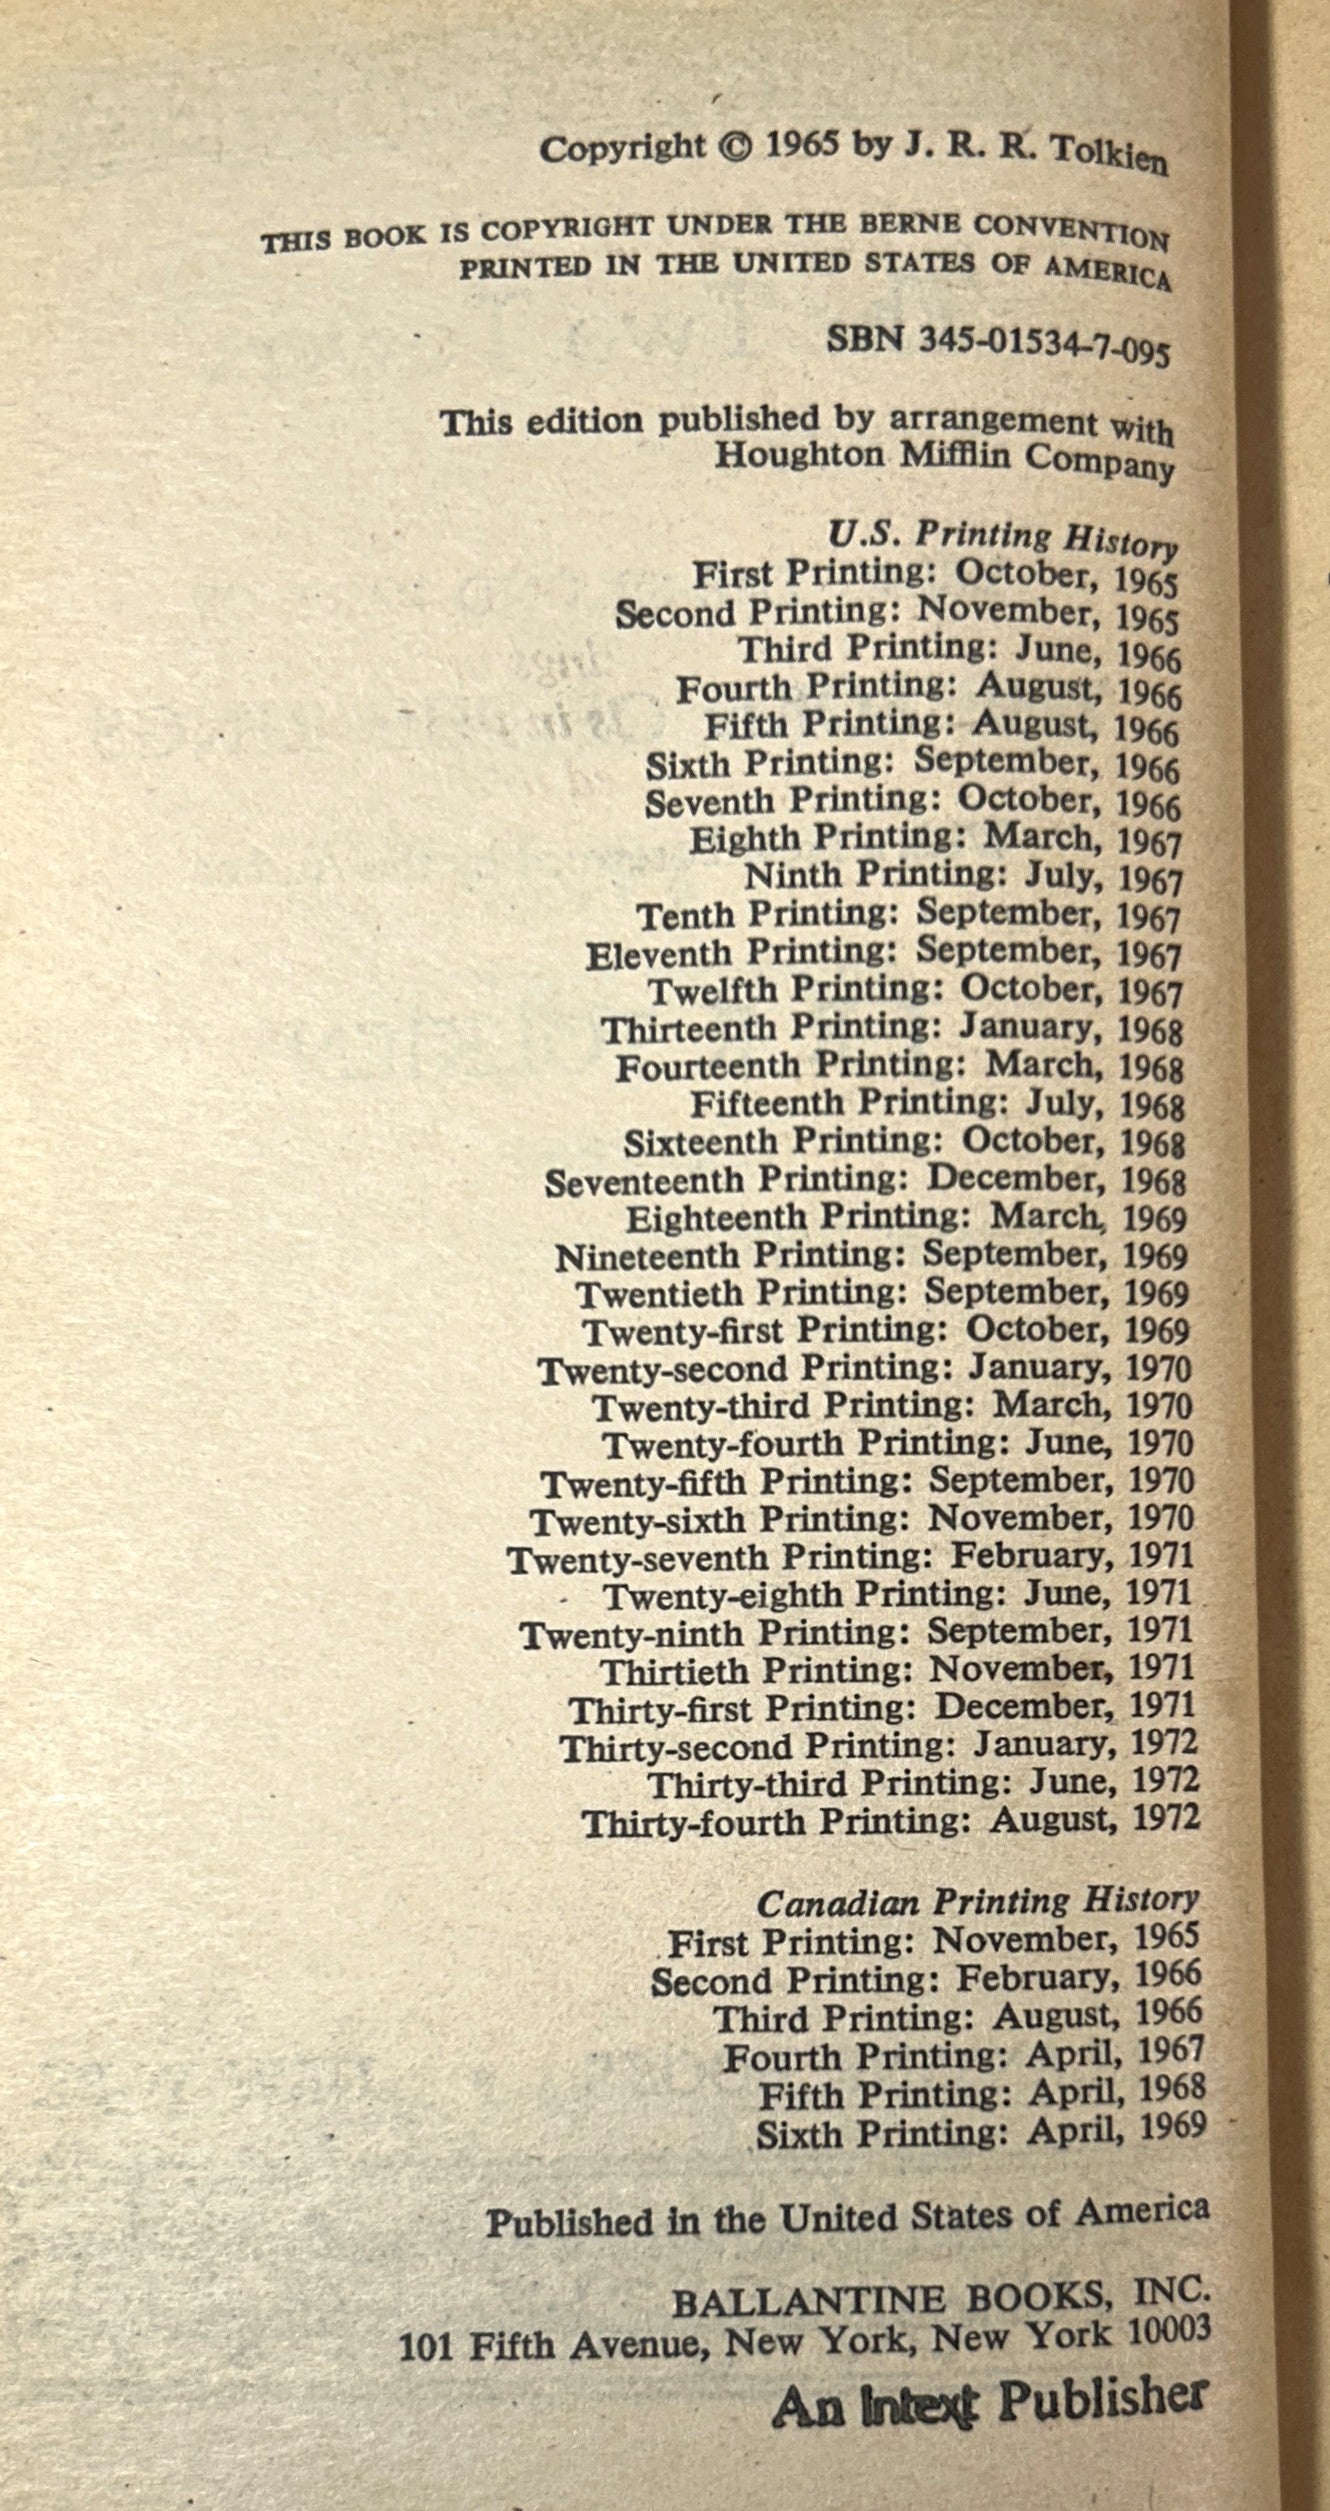 Copyright © 1965 by J. R. R. Tolkien
THIS BOOK IS COPYRIGHT UNDER THE BERNE CONVENTION
PRINTED IN THE UNITED STATES OF AMERICA
SBN 345-01534-7-095
This edition published by arrangement with
Houghton Mifflin Company
U.S. Printing History
First Printing: October, 1965
Second Printing: November, 1965
Third Printing: June, 1966
Fourth Printing: August, 1966
Fifth Printing: August, 1966
Sixth Printing: September, 1966
Seventh Printing: October, 1966
Eighth Printing: March, 1967
Ninth Printing: July, 1967
Tenth Printing: September, 1967
Eleventh Printing: September, 1967
Twelfth Printing: October, 1967
Thirteenth Printing: January, 1968
Fourteenth Printing: March, 1968
Fifteenth Printing: July, 1968
Sixteenth Printing: October, 1968
Seventeenth Printing: December, 1968
Eighteenth Printing: March, 1969
Nineteenth Printing: September, 1969
Twentieth Printing: September, 1969
Twenty-first Printing: October, 1969
Twenty-second Printing: January, 1970
Twenty-third Printing: March, 1970
Twenty-fourth Printing: June, 1970
Twenty-fifth Printing: September, 1970
Twenty-sixth Printing: November, 1970
Twenty-seventh Printing: February, 1971
Twenty-eighth Printing: June, 1971
Twenty-ninth Printing: September, 1971
Thirtieth Printing: November, 1971
Thirty-first Printing: December, 1971
Thirty-second Printing: January, 1972
Thirty-third Printing: June, 1972
Thirty-fourth Printing: August, 1972
Canadian Printing History
First Printing: November, 1965
Second Printing: February, 1966
Third Printing: August, 1966
Fourth Printing: April, 1967
Fifth Printing: April, 1968
Sixth Printing: April, 1969
Published in the United States of America
BALLANTINE BOOKS, INC.
101 Fifth Avenue, New York, New York 10003
An Intext Publisher